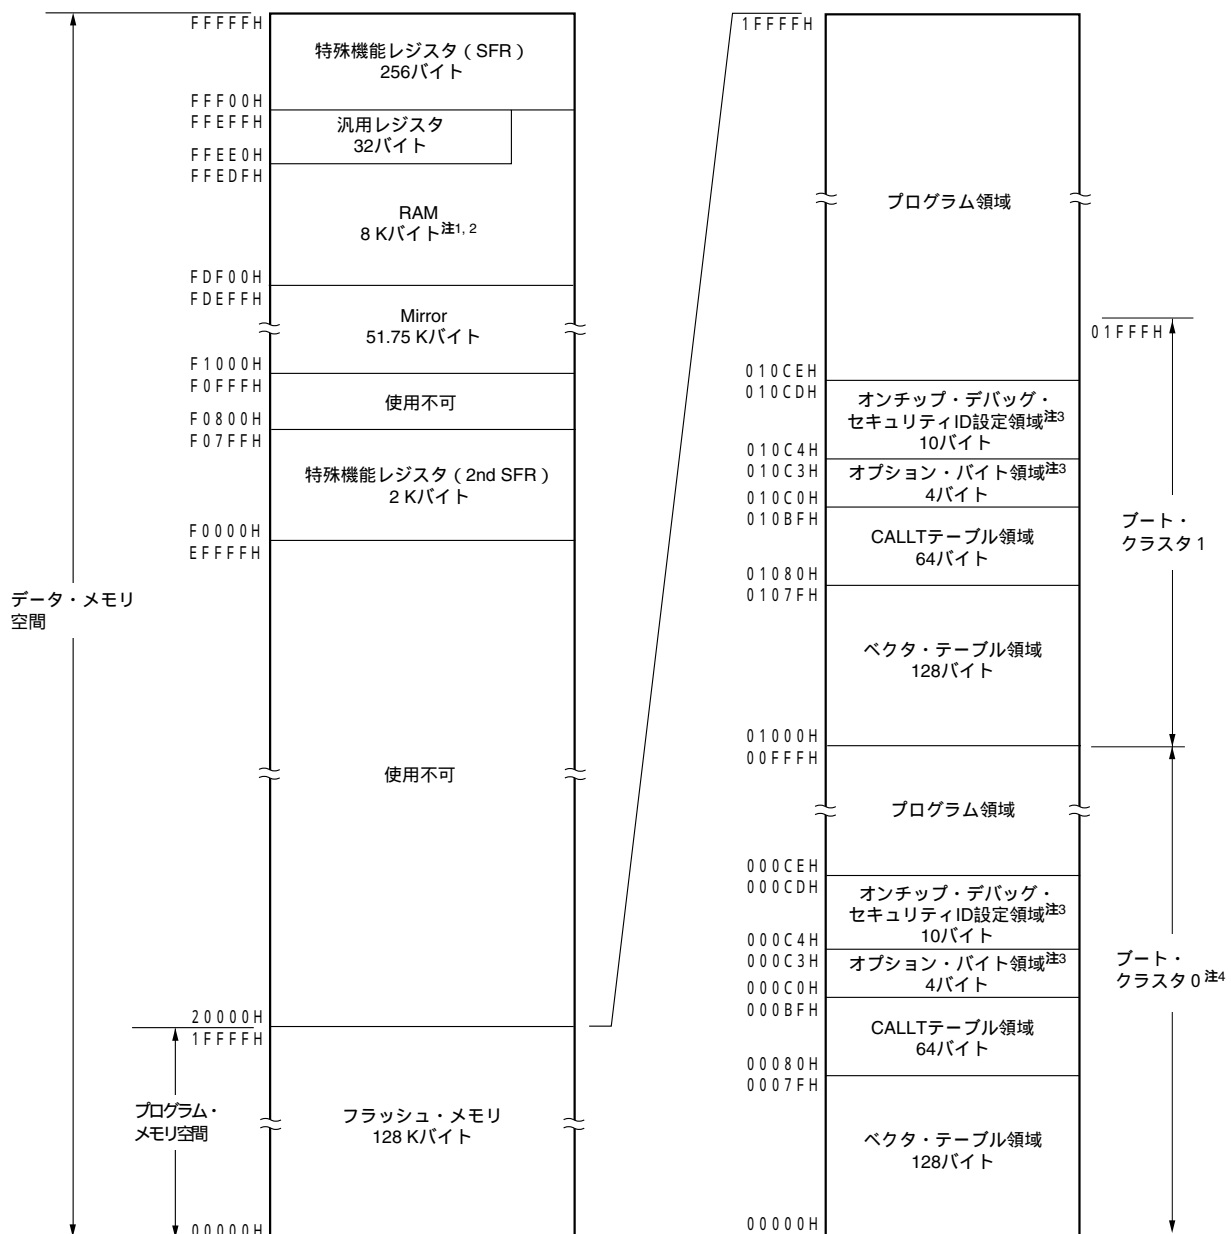 FFFFFH
特殊機能レジスタ（SFR）
256バイト
FFF00H
FFEFFH
汎用レジスタ
32バイト
FFEE0H
FFEDFH
RAM
8 Kバイト注1, 2
FDF00H
FDEFFH
Mirror
51.75 Kバイト
F1000H
F0FFFH
使用不可
F0800H
F07FFH
特殊機能レジスタ（2nd SFR）
2 Kバイト
F0000H
EFFFFH
データ・メモリ
空間
使用不可
20000H
1FFFFH
プログラム・
メモリ空間
フラッシュ・メモリ
128 Kバイト
00000H
1FFFFH
プログラム領域
01FFFH
010CEH
010CDH
オンチップ・デバッグ・
セキュリティID設定領域注3
10バイト
010C4H
010C3H
オプション・バイト領域注3
4バイト
010C0H
010BFH
CALLTテーブル領域
64バイト
ブート・
クラスタ1
01080H
0107FH
ベクタ・テーブル領域
128バイト
01000H
00FFFH
プログラム領域
000CEH
000CDH
オンチップ・デバッグ・
セキュリティID設定領域注3
10バイト
000C4H
000C3H
オプション・バイト領域注3
4バイト
ブート・
クラスタ0注4
000C0H
000BFH
CALLTテーブル領域
64バイト
00080H
0007FH
ベクタ・テーブル領域
128バイト
00000H